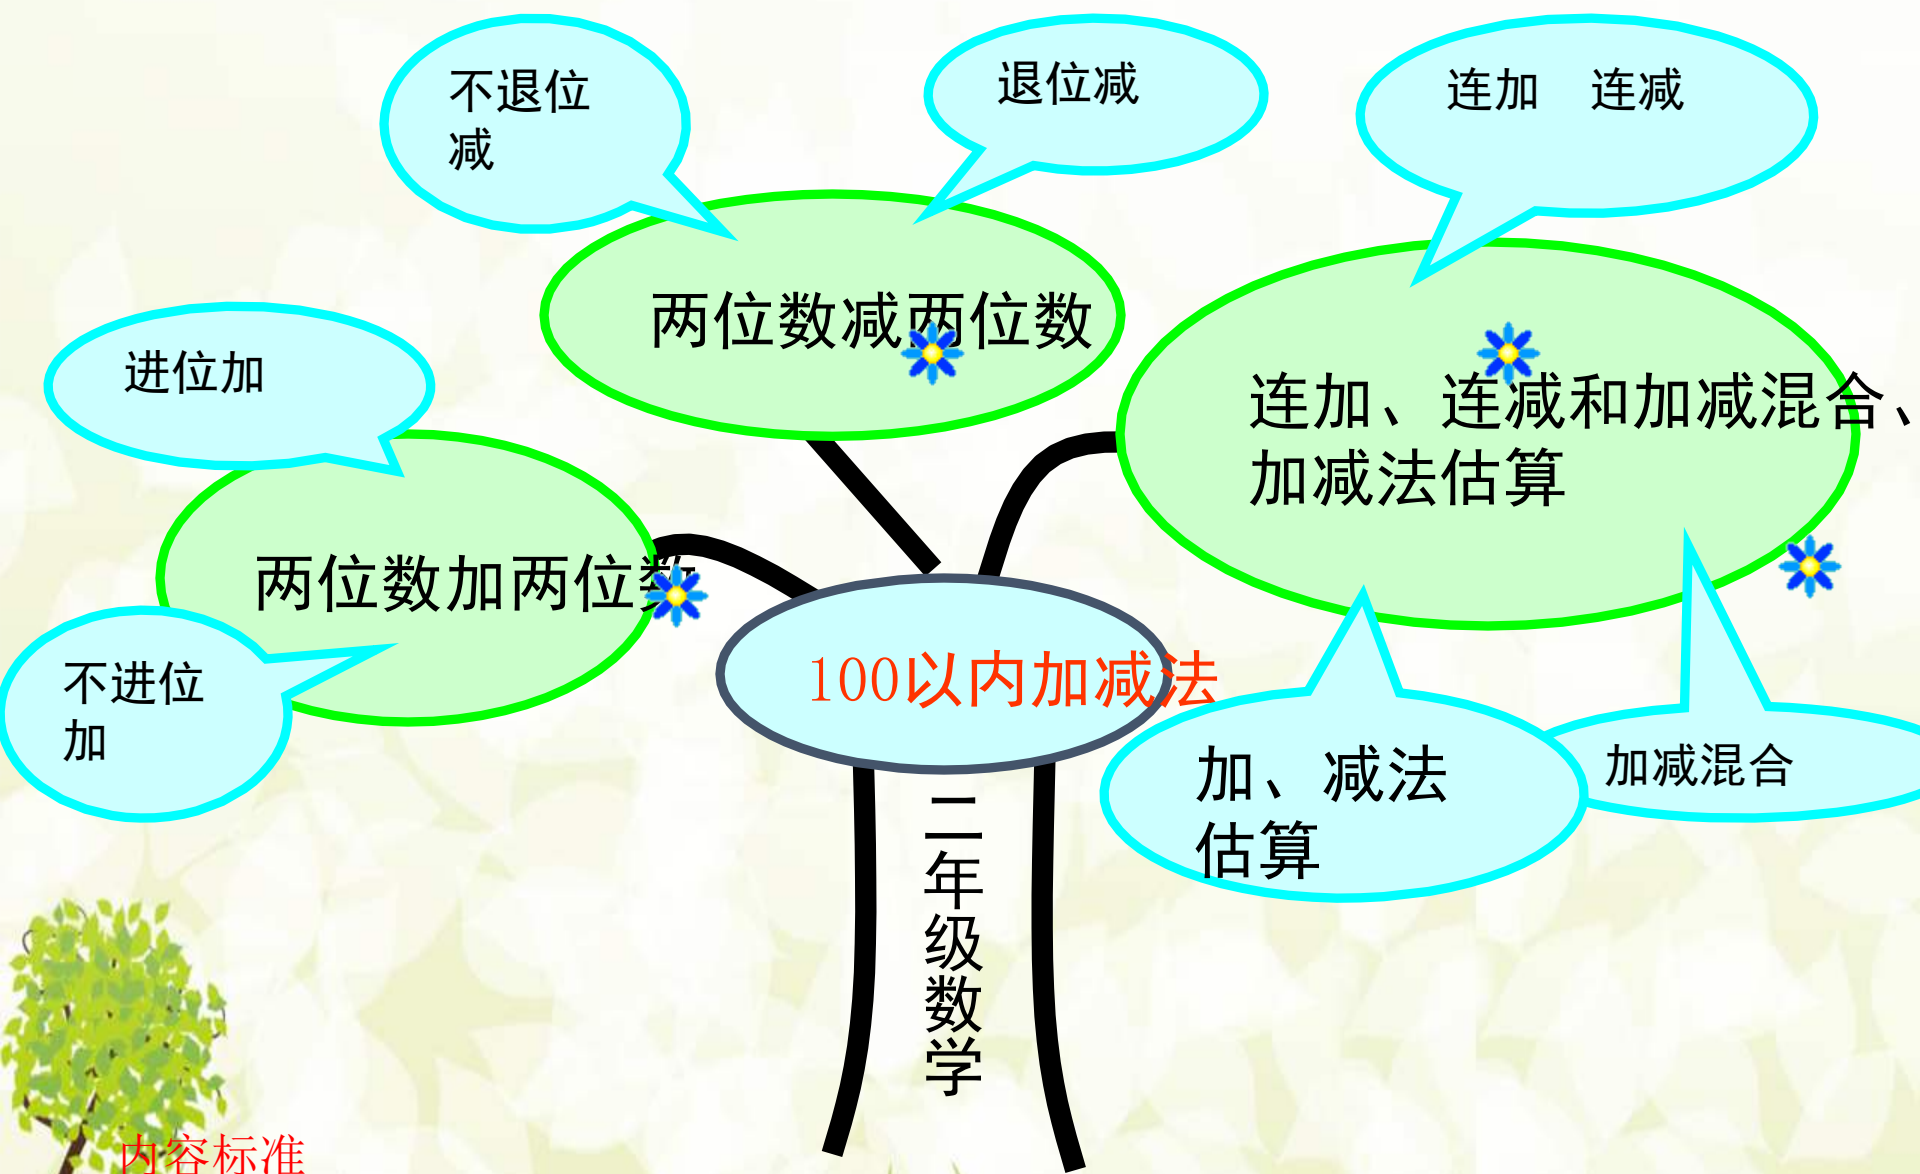 不退位
减
退位减
连加　连减
两位数减两位数
进位加
连加、连减和加减混合、
加减法估算
两位数加两位数
不进位
加
100以内加减法
加、减法
估算
加减混合
二年级数学
内容标准